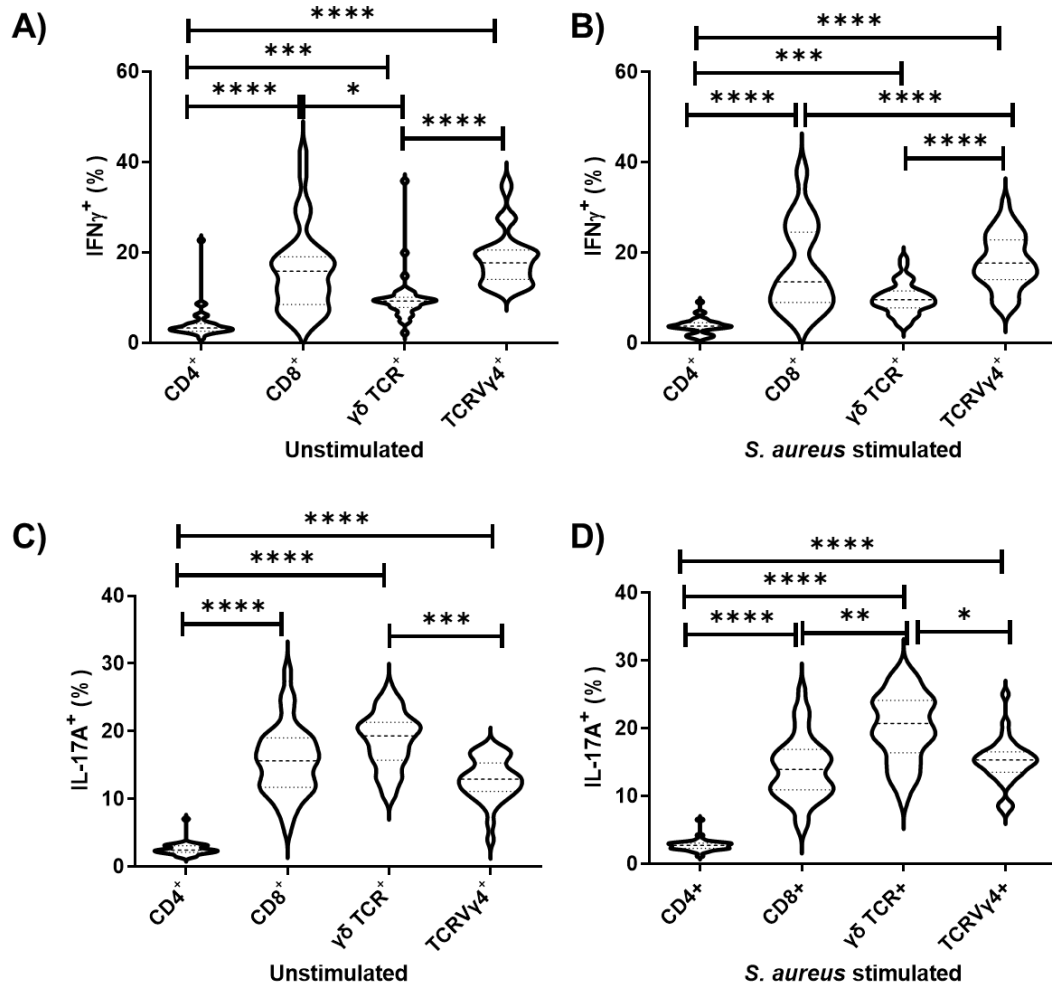 A)
****
***
**** *
****
60
40
20
0
IFNγ⁺ (%)
CD4⁺
CD8⁺
γδ TCR⁺
TCRVγ4⁺
Unstimulated
B)
****
***
**** ****
****
60
40
20
0
IFNγ⁺ (%)
CD4⁺
CD8⁺
γδ TCR⁺
TCRVγ4⁺
S. aureus stimulated
C)
****
****
****
***
40
30
20
10
0
IL-17A⁺ (%)
CD4⁺
CD8⁺
γδ TCR⁺
TCRVγ4⁺
Unstimulated
D)
****
****
**** ** *
40
30
20
10
0
IL-17A⁺ (%)
CD4+
CD8+
γδ TCR+
TCRVγ4+
S. aureus stimulated